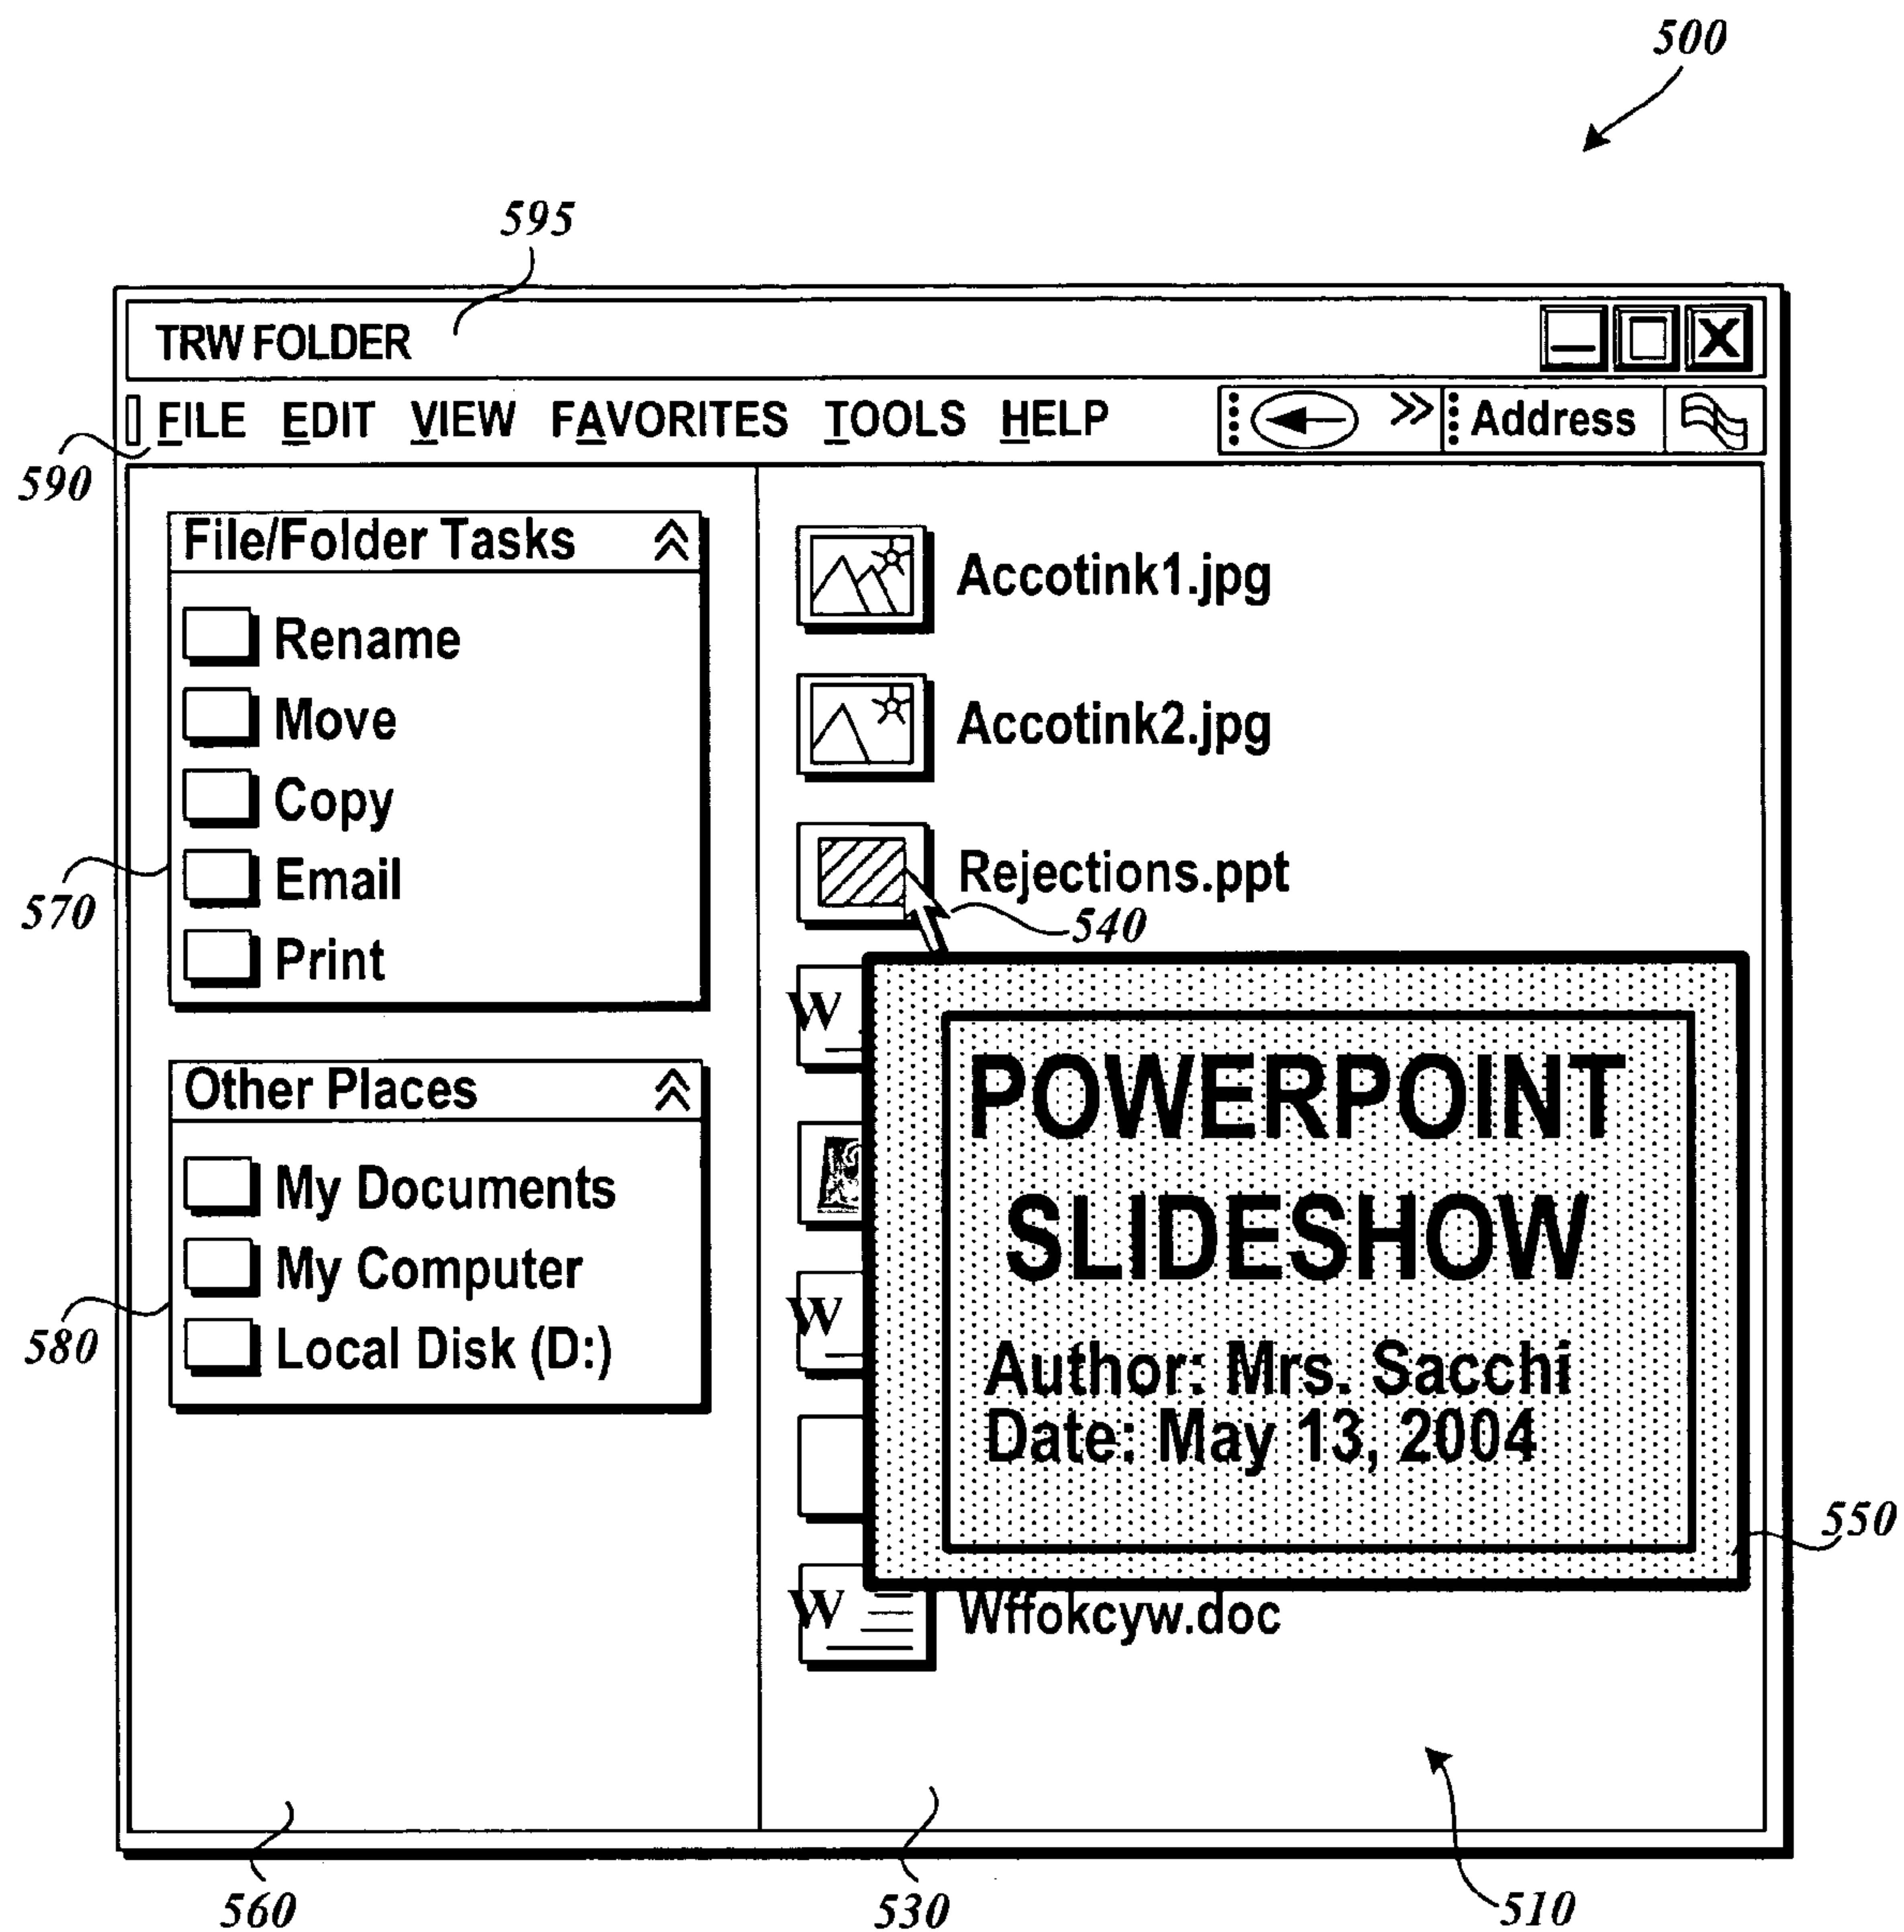 500
595
TRW FOLDER
FILE EDIT VIEW FAVORITES TOOLS HELP Address
590
File/Folder Tasks
Rename
Move
Copy
Email
Print
570
Other Places
My Documents
My Computer
Local Disk (D:)
580
Accotink1.jpg
Accotink2.jpg
Rejections.ppt
540
W
W
W
POWERPOINT
SLIDESHOW
Author: Mrs. Sacchi
Date: May 13, 2004
550
Wffokcyw.doc
560
530
510